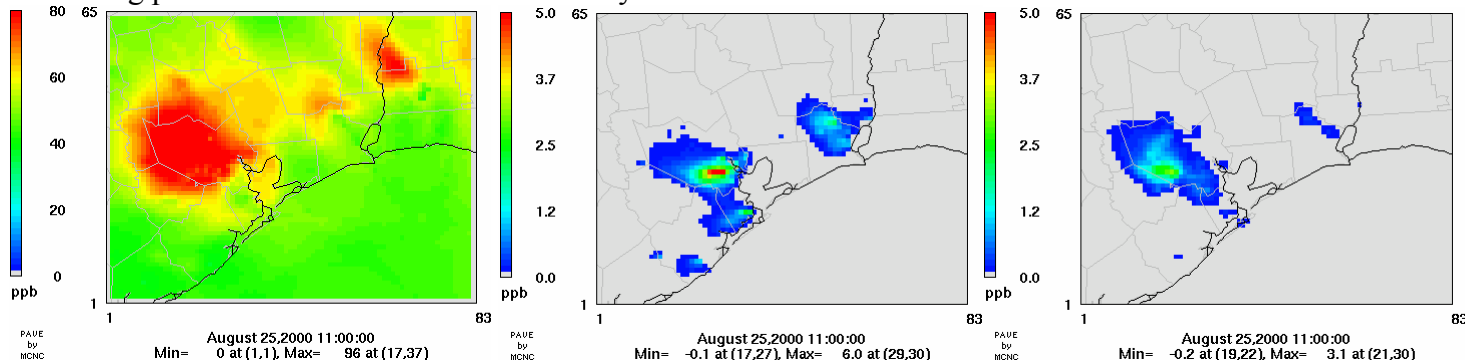 80
60
40
20
0
ppb
PAVE
by
MCNC
65
1
1
83
August 25,2000 11:00:00
Min= 0 at (1,1), Max= 96 at (17,37)
5.0
3.7
2.5
1.2
0.0
ppb
PAVE
by
MCNC
65
1
1
83
August 25,2000 11:00:00
Min= -0.1 at (17,27), Max= 6.0 at (29,30)
5.0
3.7
2.5
1.2
0.0
ppb
PAVE
by
MCNC
65
1
1
83
August 25,2000 11:00:00
Min= -0.2 at (19,22), Max= 3.1 at (21,30)